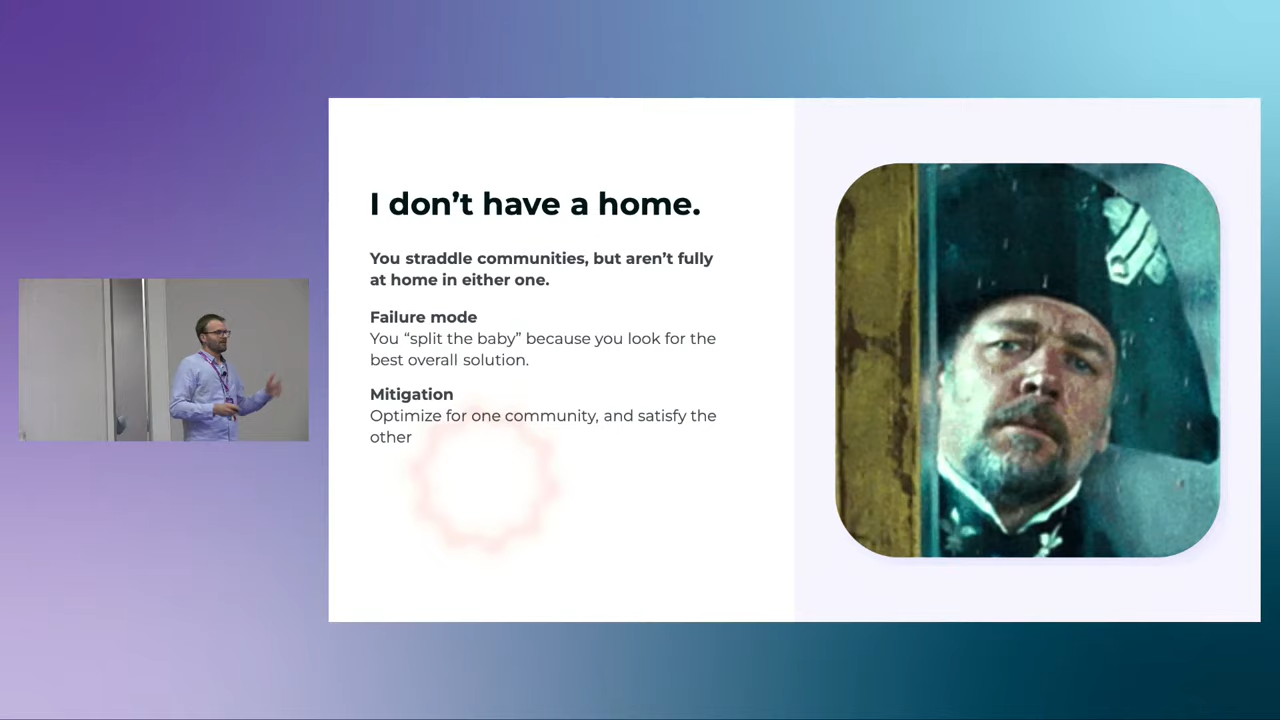 I don’t have a home.
You straddle communities, but aren’t fully
at home in either one.
Failure mode
You “split the baby” because you look for the
best overall solution.
Mitigation
Optimize for one community, and satisfy the
other